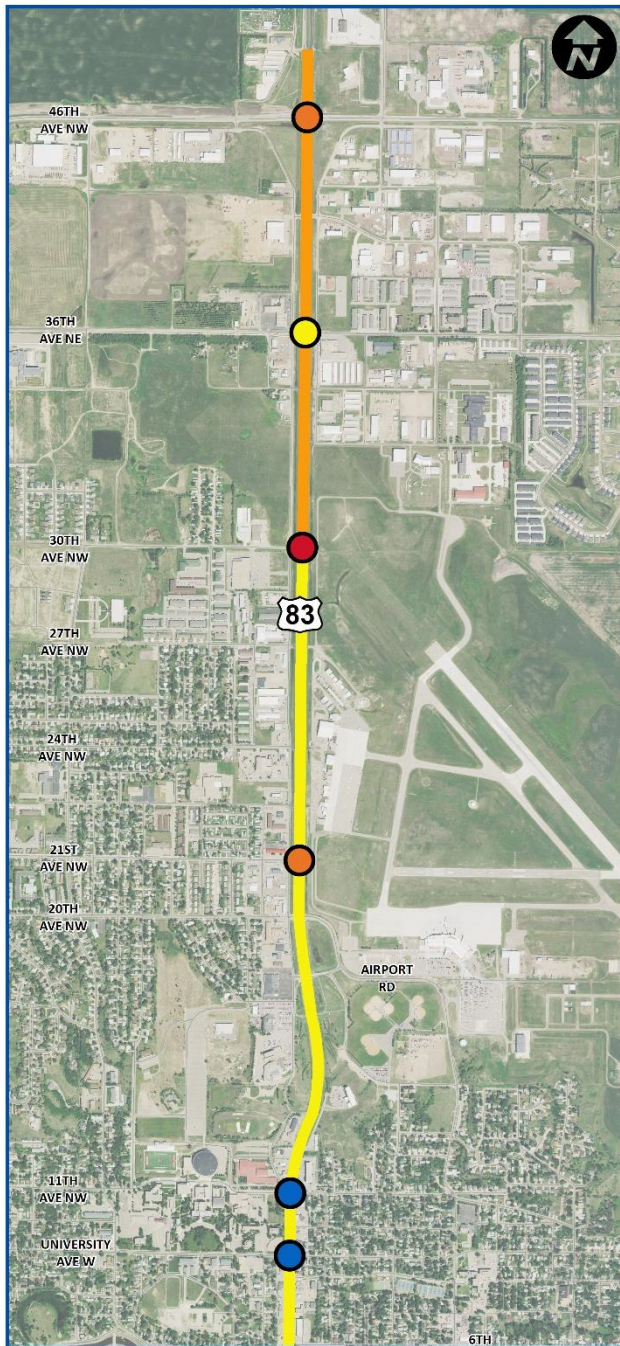 N
46TH
AVE NW
36TH
AVE NE
30TH
AVE NW
83
27TH
AVE NW
24TH
AVE NW
21ST
AVE NW
20TH
AVE NW
AIRPORT
RD
11TH
AVE NW
UNIVERSITY
AVE W
6TH